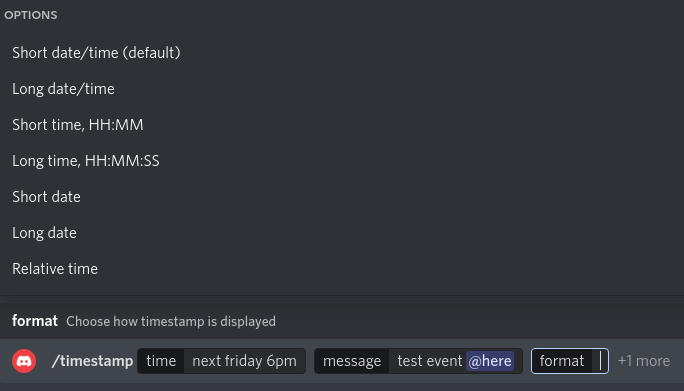 OPTIONS
Short date/time (default)
Long date/time
Short time, HH:MM
Long time, HH:MM:SS
Short date
Long date
Relative time
format Choose how timestamp is displayed
/timestamp time next friday 6pm message test event @here format +1 more